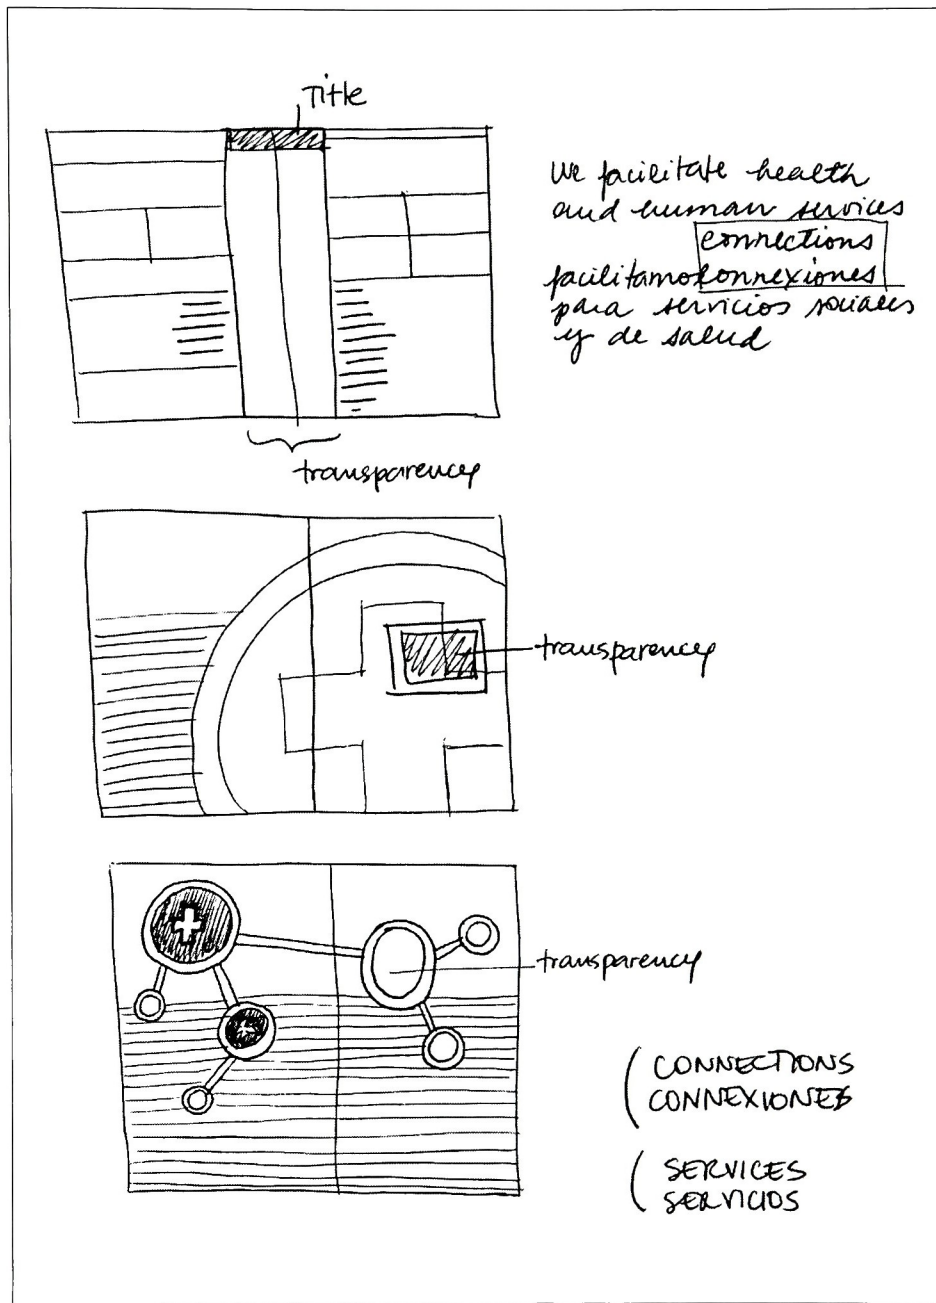 Title
We facilitate health
and human services
connections
facilitamos connexiones
para servicios sociales
y de salud
transparency
transparency
transparency
CONNECTIONS
CONNEXIONES
SERVICES
SERVICIOS